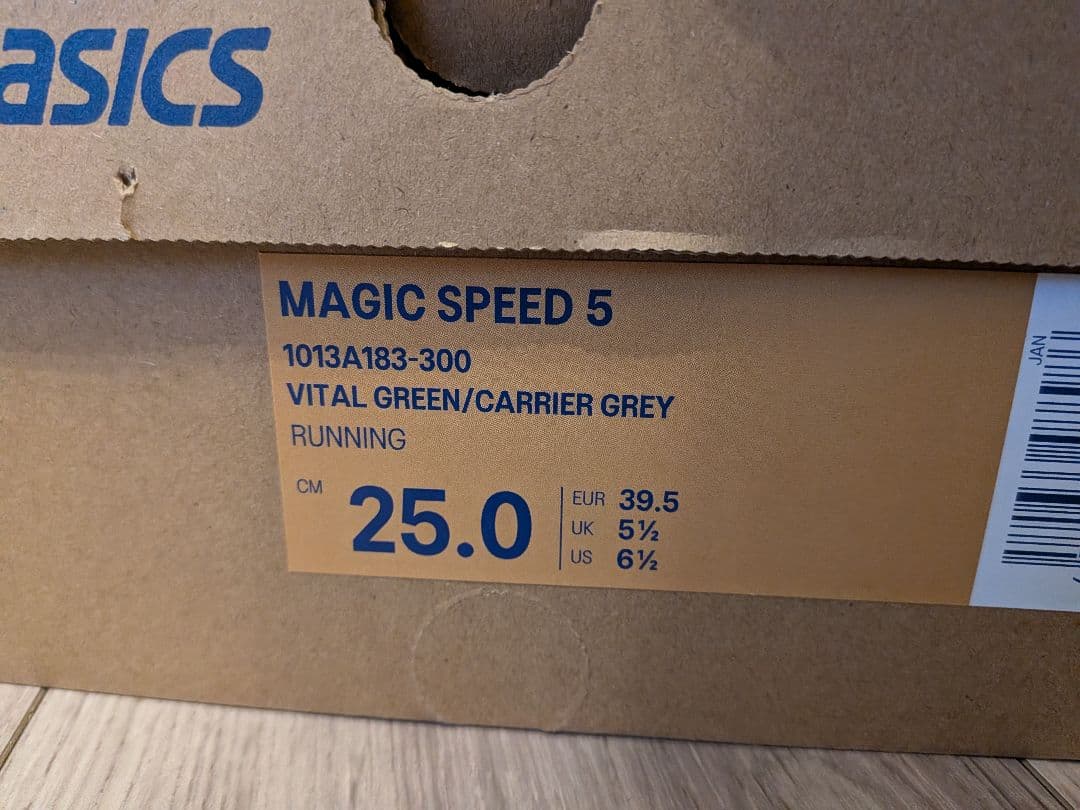 asics
MAGIC SPEED 5
1013A183-300
VITAL GREEN/CARRIER GREY
RUNNING
CM 25.0
EUR 39.5
UK 5½
US 6½
JAN